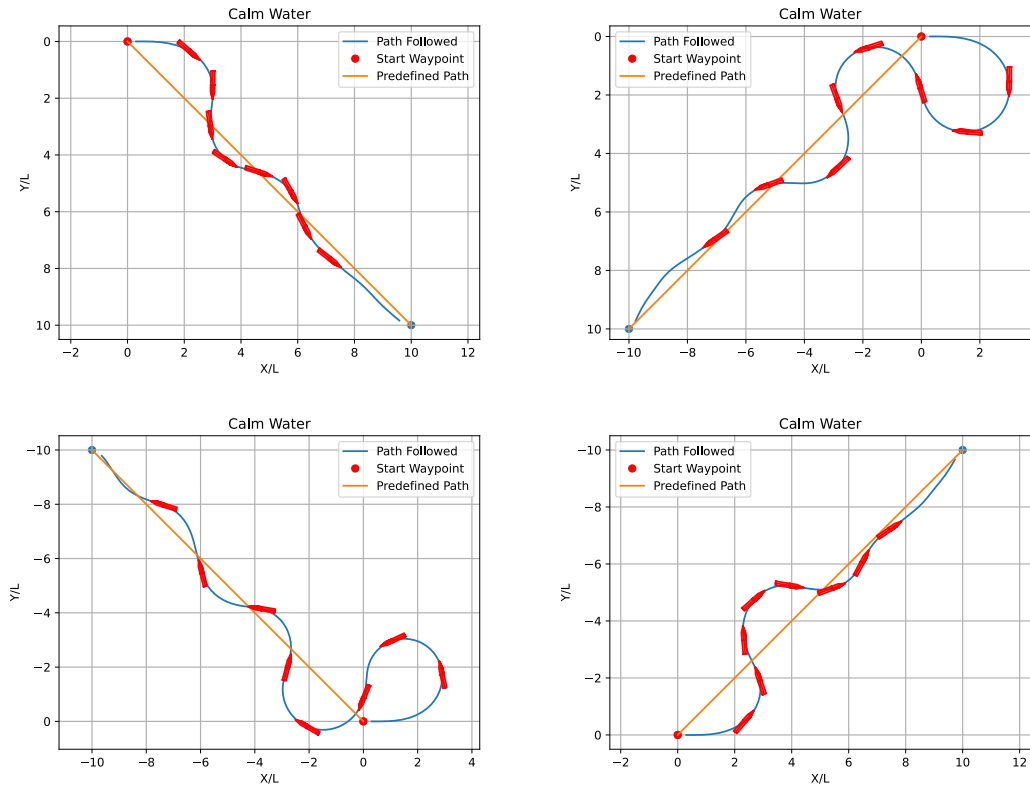 Calm Water
Path Followed
Start Waypoint
Predefined Path
0
2
4
6
8
10
Y/L
−2 0 2 4 6 8 10 12
X/L
Calm Water
Path Followed
Start Waypoint
Predefined Path
0
2
4
6
8
10
Y/L
−10 −8 −6 −4 −2 0 2
X/L
Calm Water
Path Followed
Start Waypoint
Predefined Path
−10
−8
−6
−4
−2
0
Y/L
−10 −8 −6 −4 −2 0 2 4
X/L
Calm Water
Path Followed
Start Waypoint
Predefined Path
−10
−8
−6
−4
−2
0
Y/L
−2 0 2 4 6 8 10 12
X/L